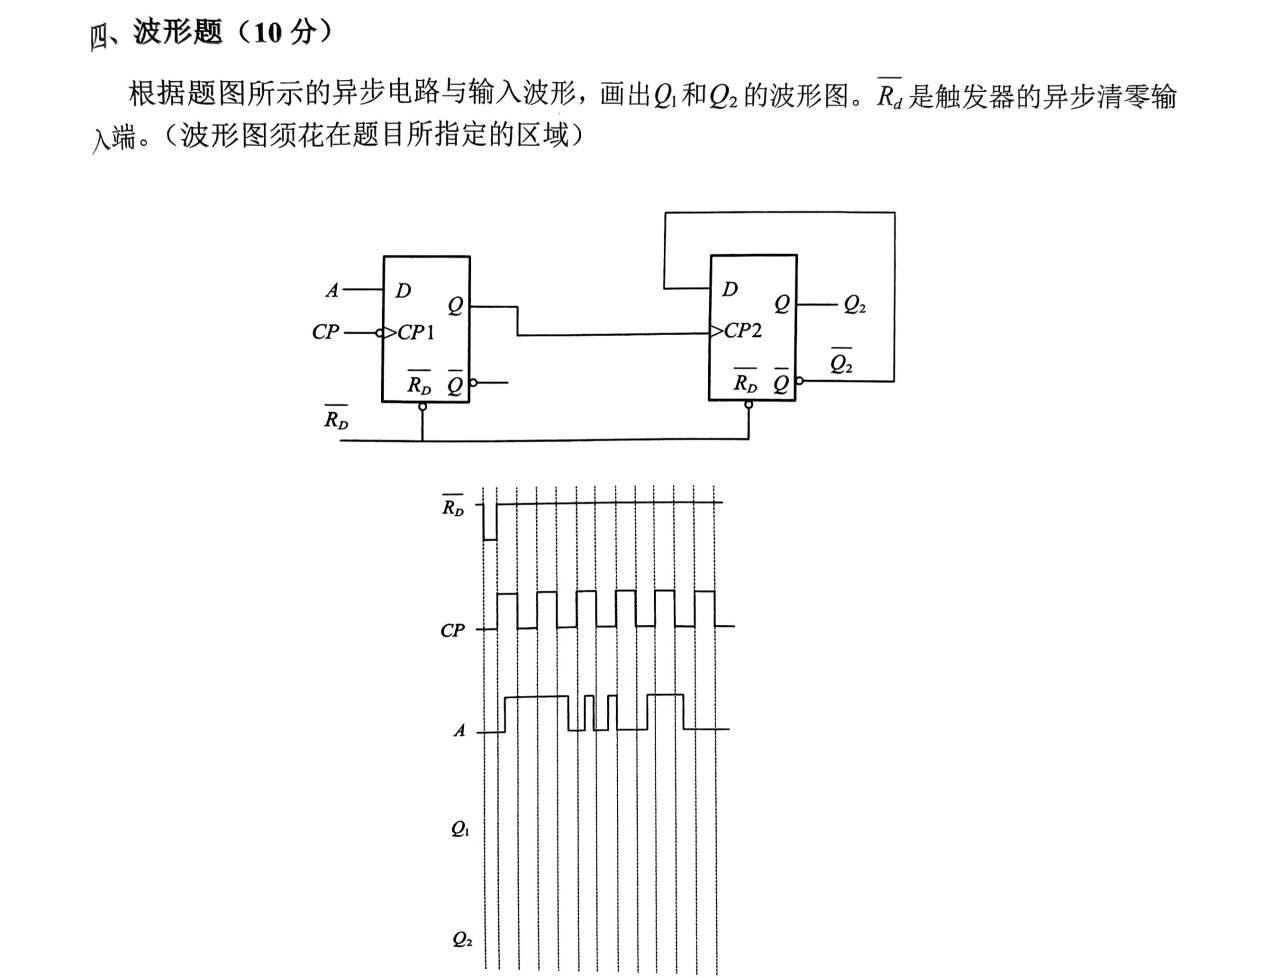 四、波形题（10 分）
根据题图所示的异步电路与输入波形，画出Q₁和Q₂的波形图。R̅d是触发器的异步清零输
入端。（波形图须花在题目所指定的区域）
A D Q
CP CP1
R̅D Q̅
R̅D
D Q Q₂
CP2
R̅D Q̅ Q̅₂
R̅D
CP
A
Q₁
Q₂